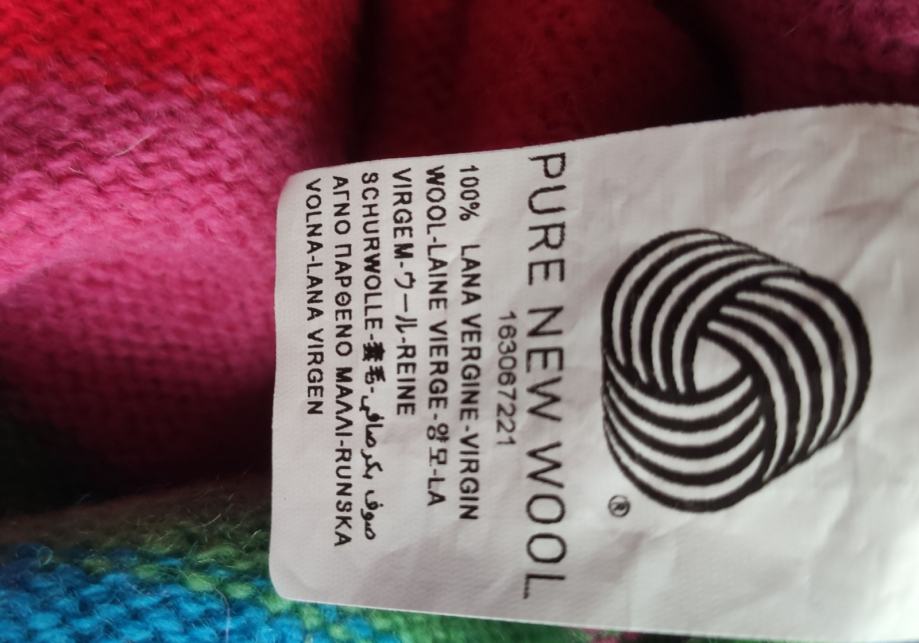 ®
PURE NEW WOOL
163067221
100% LANA VERGINE-VIRGIN
WOOL-LAINE VIERGE-양모-LA
VIRGEM-ウール-REINE
SCHURWOLLE-羊毛-صوف بكر صافي
ΑΓΝΟ ΠΑΡΘΕΝΟ ΜΑΛΛΙ-RUNSKA
VOLNA-LANA VIRGEN